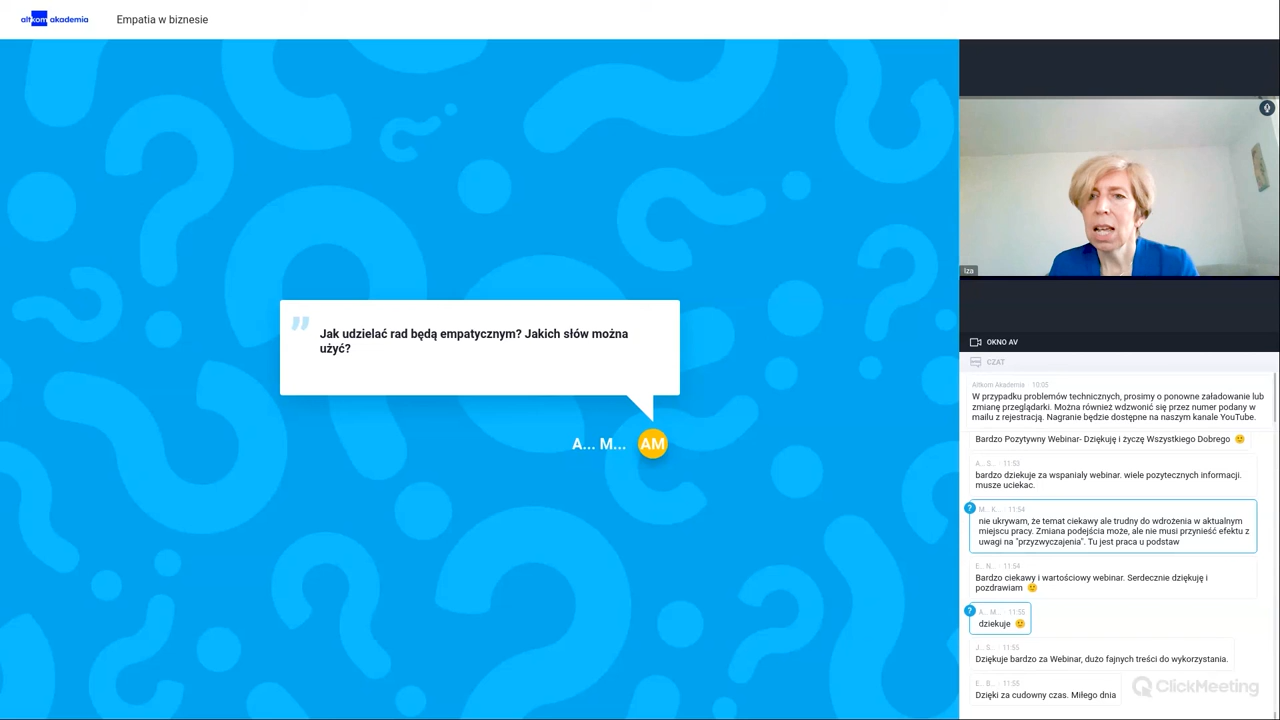 altkom akademia
Empatia w biznesie
Jak udzielać rad będą empatycznym? Jakich słów można
użyć?
A... M...
AM
Iza
OKNO AV
CZAT
Altkom Akademia · 10:05
W przypadku problemów technicznych, prosimy o ponowne załadowanie lub
zmianę przeglądarki. Można również wdzwonić się przez numer podany w
mailu z rejestracją. Nagranie będzie dostępne na naszym kanale YouTube.
Bardzo Pozytywny Webinar- Dziękuję i życzę Wszystkiego Dobrego 🙂
A... S... · 11:53
bardzo dziekuje za wspanialy webinar. wiele pozytecznych informacji.
musze uciekac.
?
M... K... · 11:54
nie ukrywam, że temat ciekawy ale trudny do wdrożenia w aktualnym
miejscu pracy. Zmiana podejścia może, ale nie musi przynieść efektu z
uwagi na "przyzwyczajenia". Tu jest praca u podstaw
E... N... · 11:54
Bardzo ciekawy i wartościowy webinar. Serdecznie dziękuję i
pozdrawiam 🙂
?
A... M... · 11:55
dziekuje 🙂
J... S... · 11:55
Dziękuje bardzo za Webinar, dużo fajnych treści do wykorzystania.
E... B... · 11:55
Dzięki za cudowny czas. Miłego dnia
ClickMeeting